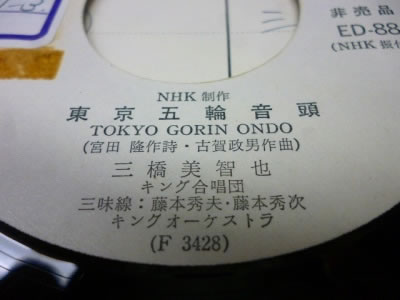 非売品
ED-88
(NHK 振付
NHK 制作
東京五輪音頭
TOKYO GORIN ONDO
(宮田 隆作詩・古賀政男作曲)
三橋美智也
キング合唱団
三味線：藤本秀夫・藤本秀次
キングオーケストラ
(F 3428)